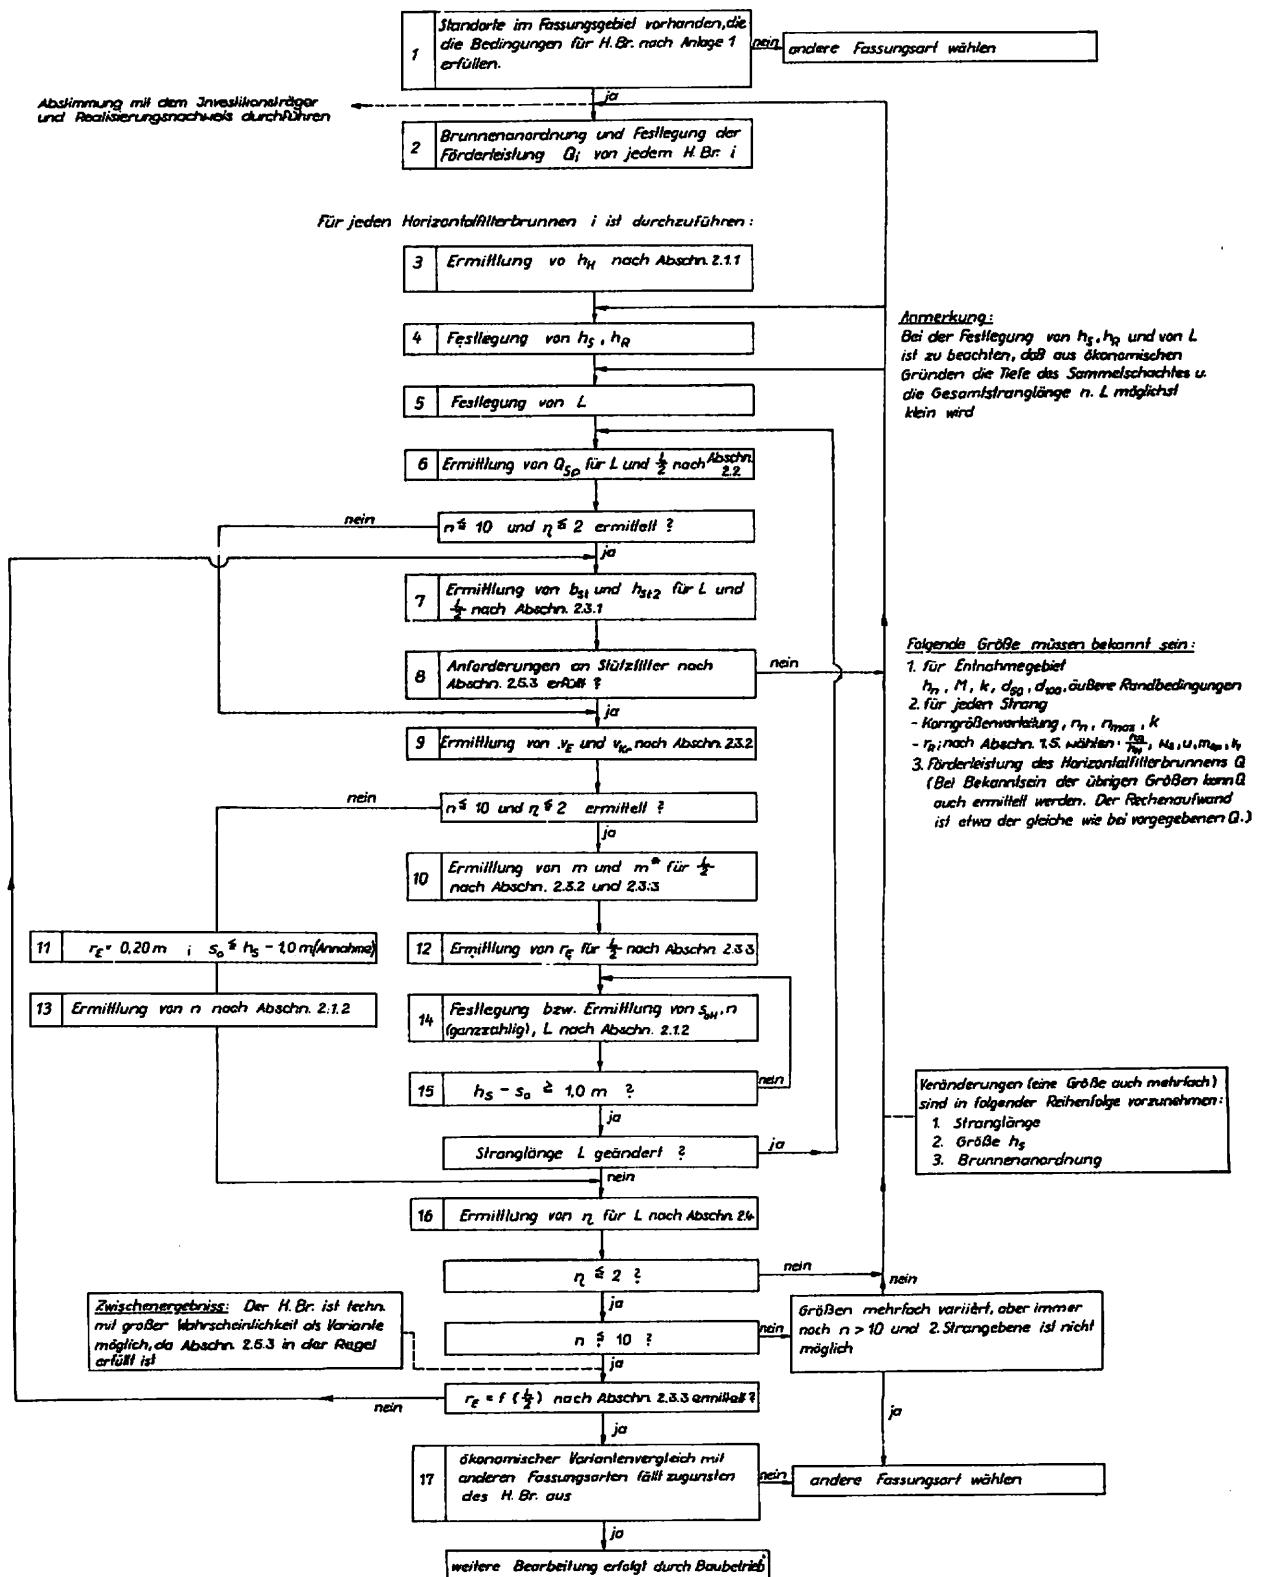 1
Standorte im Fassungsgebiet vorhanden, die
die Bedingungen für H.Br. nach Anlage 1
erfüllen.
nein
andere Fassungsart wählen
ja
Abstimmung mit dem Investitionsträger
und Realisierungsnachweis durchführen
2
Brunnenanordnung und Festlegung der
Förderleistung Qi von jedem H.Br. i
Für jeden Horizontalfilterbrunnen i ist durchzuführen:
3
Ermittlung vo hH nach Abschn. 2.1.1
4
Festlegung von hS, hR
Anmerkung:
Bei der Festlegung von hS, hR und von L
ist zu beachten, daß aus ökonomischen
Gründen die Tiefe des Sammelschachtes u.
die Gesamtstranglänge n. L möglichst
klein wird
5
Festlegung von L
6
Ermittlung von QSp für L und L/2 nach Abschn.
2.2
nein
n ≦ 10 und η ≦ 2 ermittelt ?
ja
7
Ermittlung von bSt und hSt2 für L und
L/2 nach Abschn. 2.3.1
8
Anforderungen an Stützfilter nach
Abschn. 2.5.3 erfüllt ?
nein
ja
Folgende Größe müssen bekannt sein:
1. für Entnahmegebiet
hn, M, k, d50, d100, äußere Randbedingungen
2. für jeden Strang
- Korngrößenverteilung, nn, nmax, k
- rR; nach Abschn. 1.5. wählen:
3. Förderleistung des Horizontalfilterbrunnens Q
(Bei Bekanntsein der übrigen Größen kann Q
auch ermittelt werden. Der Rechenaufwand
ist etwa der gleiche wie bei vorgegebenen Q.)
9
Ermittlung von vE und vKr nach Abschn. 2.3.2
nein
n ≦ 10 und η ≦ 2 ermittelt ?
ja
10
Ermittlung von m und m* für L/2
nach Abschn. 2.3.2 und 2.3.3
11
rE = 0,20 m ; so ≦ hS - 1,0 m (Annahme)
12
Ermittlung von rE für L/2 nach Abschn 2.3.3
13
Ermittlung von n nach Abschn. 2.1.2
14
Festlegung bzw. Ermittlung von soH, n
(ganzzahlig), L nach Abschn. 2.1.2
15
hS - so ≧ 1,0 m ?
nein
ja
Stranglänge L geändert ?
ja
nein
Veränderungen (eine Größe auch mehrfach)
sind in folgender Reihenfolge vorzunehmen:
1. Stranglänge
2. Größe hS
3. Brunnenanordnung
16
Ermittlung von η für L nach Abschn. 2.4
η ≦ 2 ?
nein
ja
nein
Zwischenergebniss: Der H.Br. ist techn.
mit großer Wahrscheinlichkeit als Variante
möglich, da Abschn. 2.5.3 in der Regel
erfüllt ist
n ≦ 10 ?
nein
ja
Größen mehrfach variiert, aber immer
noch n > 10 und 2. Strangebene ist nicht
möglich
ja
rE = f (L/2) nach Abschn. 2.3.3 ermittelt ?
nein
ja
17
ökonomischer Variantenvergleich mit
anderen Fassungsarten fällt zugunsten
des H.Br. aus
nein
andere Fassungsart wählen
ja
weitere Bearbeitung erfolgt durch Baubetrieb